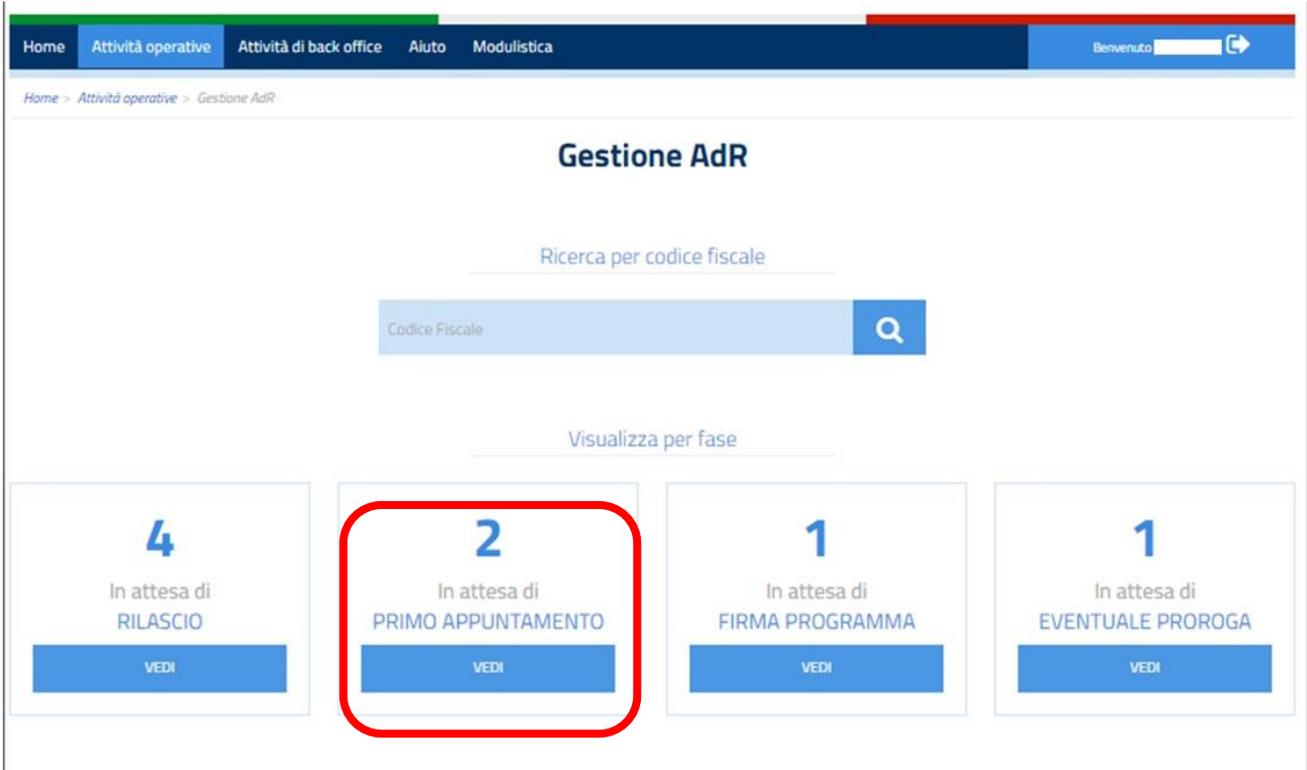 Home Attività operative Attività di back office Aiuto Modulistica Benvenuto
Home > Attività operative > Gestione AdR
Gestione AdR
Ricerca per codice fiscale
Codice Fiscale
Visualizza per fase
4
In attesa di
RILASCIO
VEDI
2
In attesa di
PRIMO APPUNTAMENTO
VEDI
1
In attesa di
FIRMA PROGRAMMA
VEDI
1
In attesa di
EVENTUALE PROROGA
VEDI